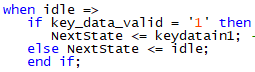 when idle =>
if key_data_valid = '1' then
NextState <= keydatain1; -
else NextState <= idle;
end if;